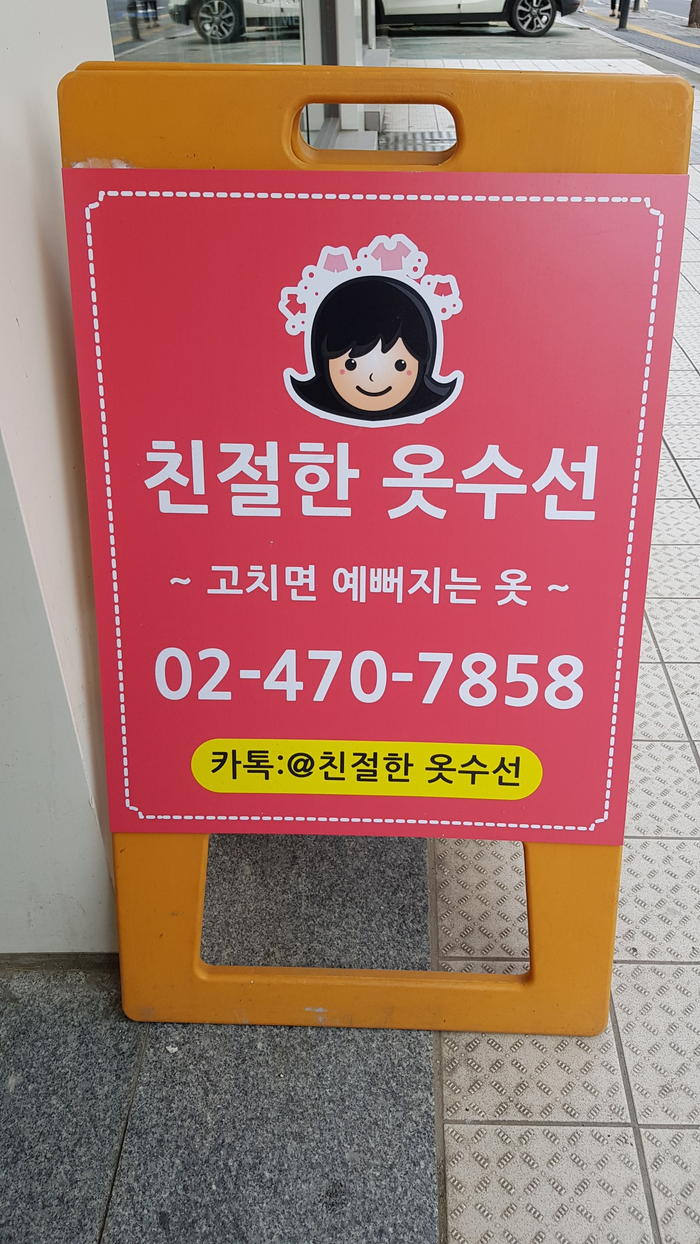 친절한 옷수선
~ 고치면 예뻐지는 옷 ~
02-470-7858
카톡:@친절한 옷수선